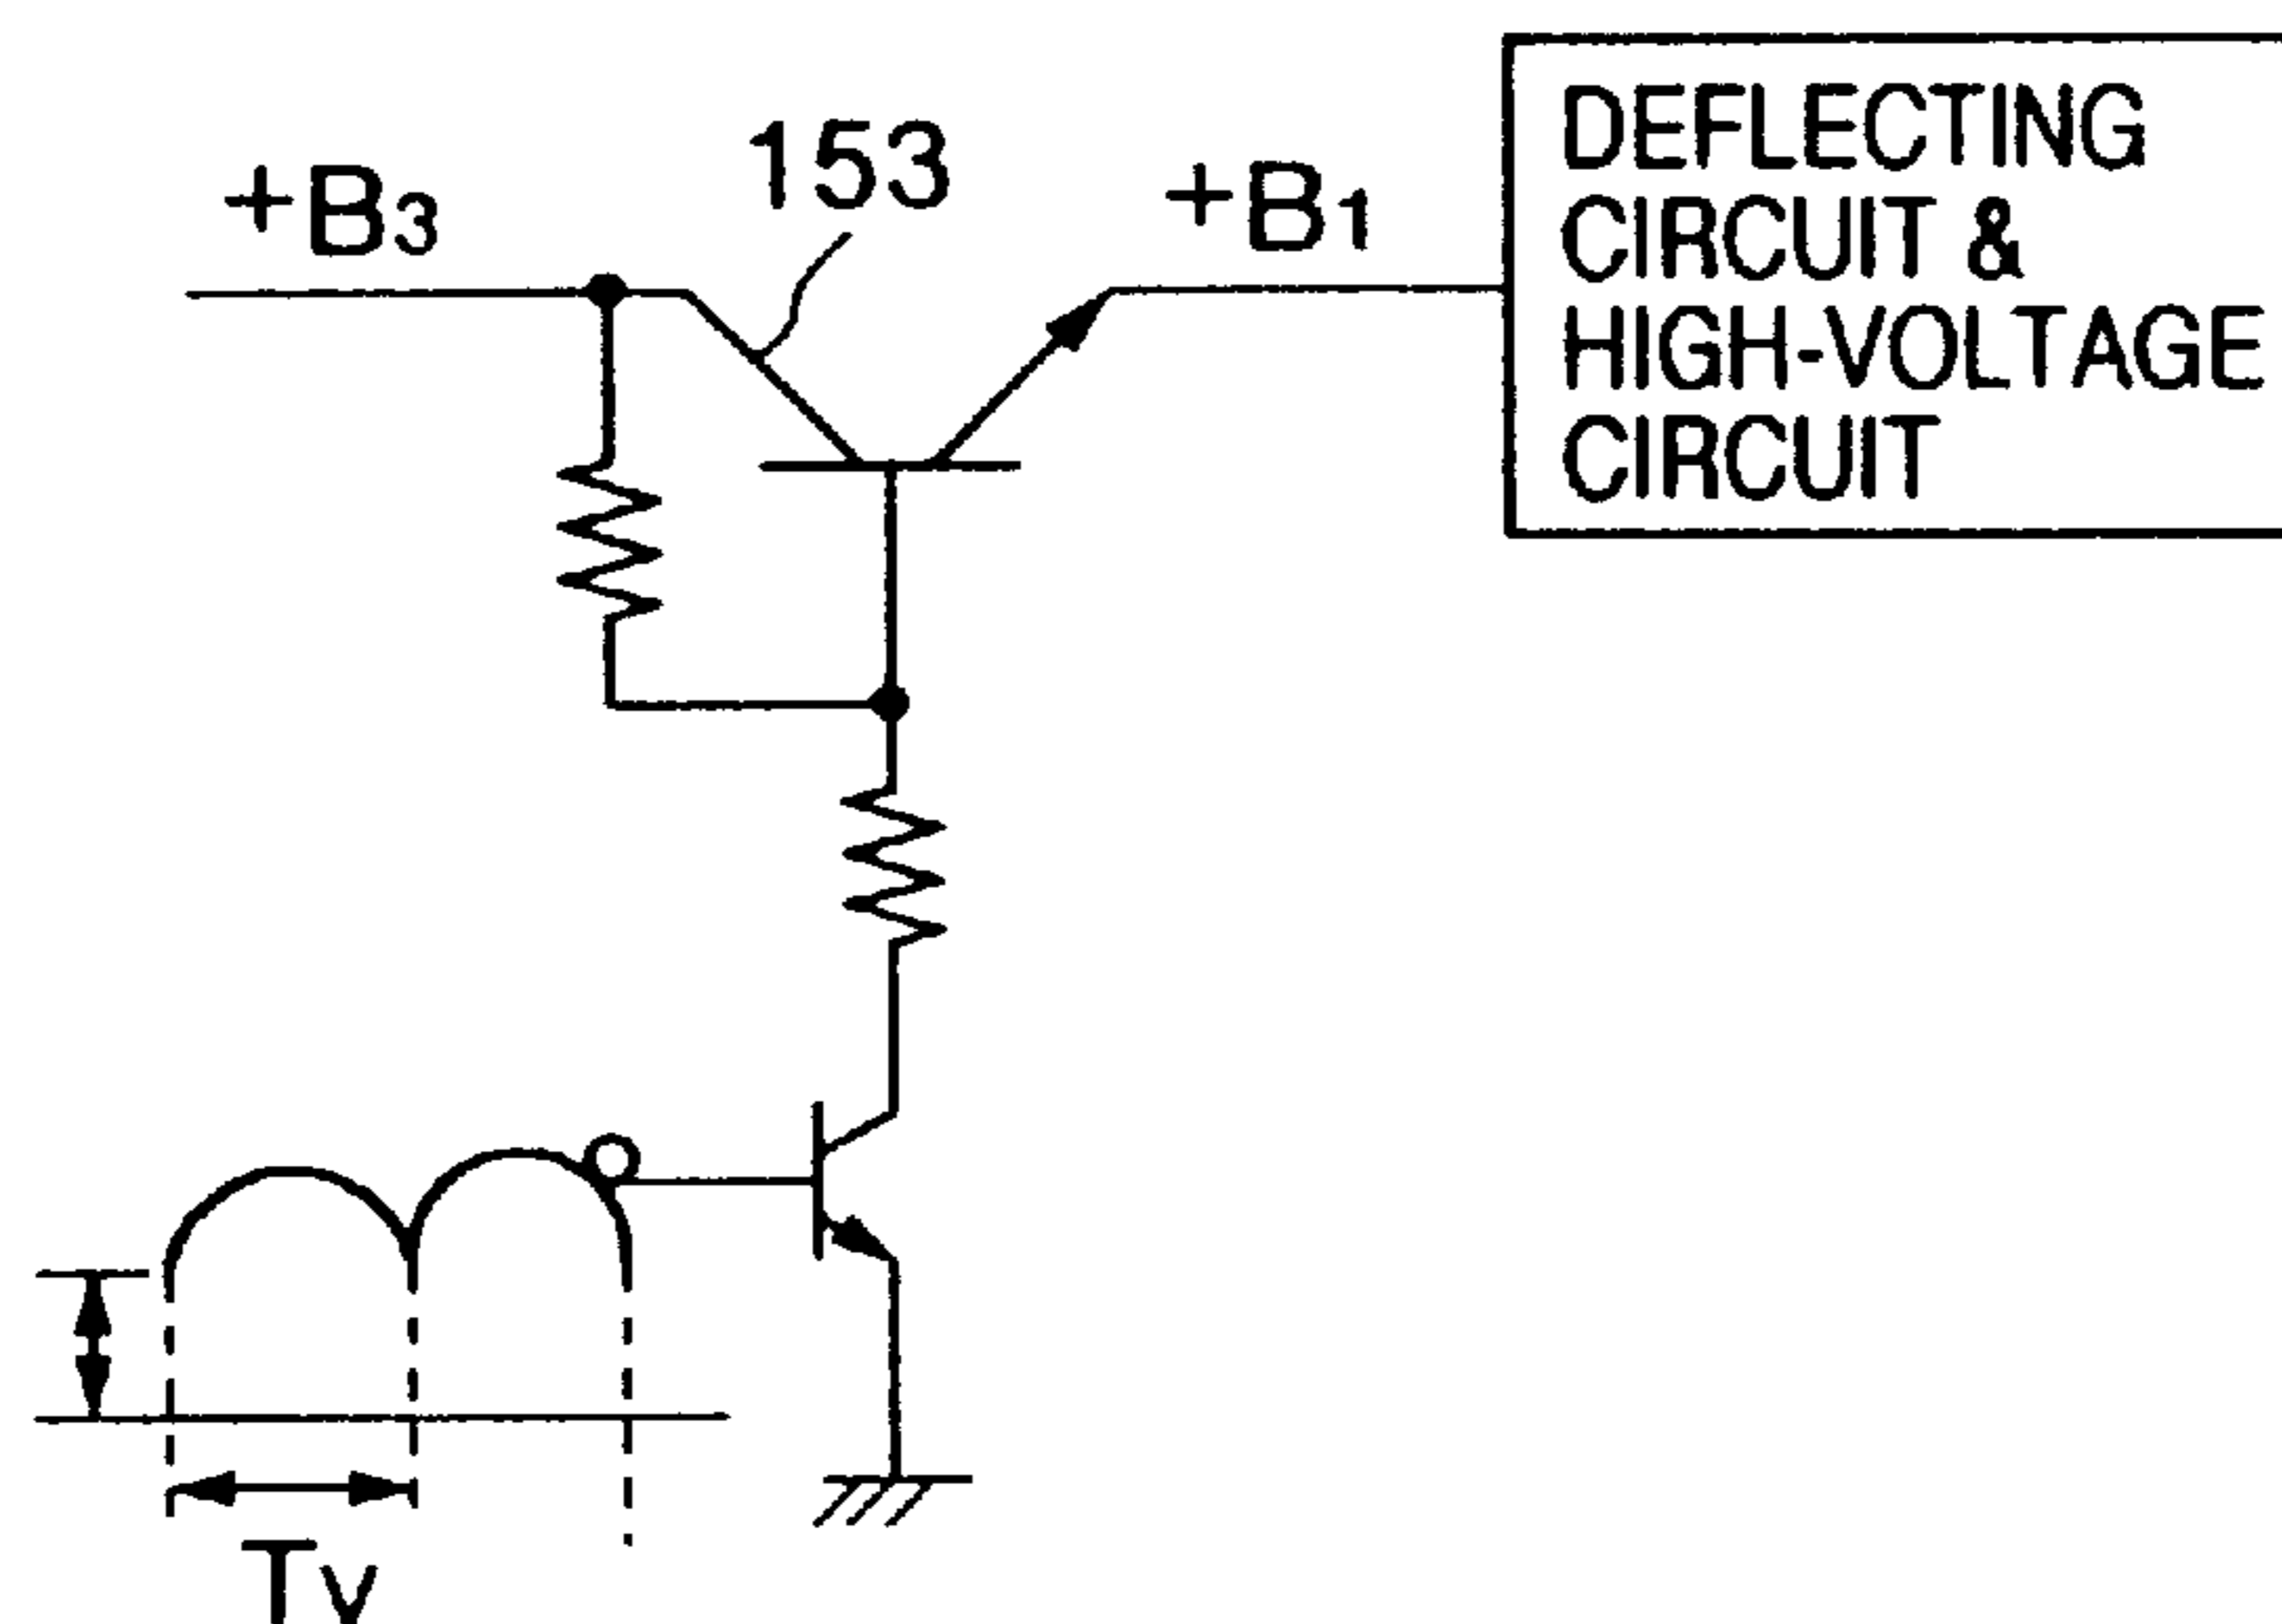 +B3
153
+B1
DEFLECTING
CIRCUIT &
HIGH-VOLTAGE
CIRCUIT
Tv